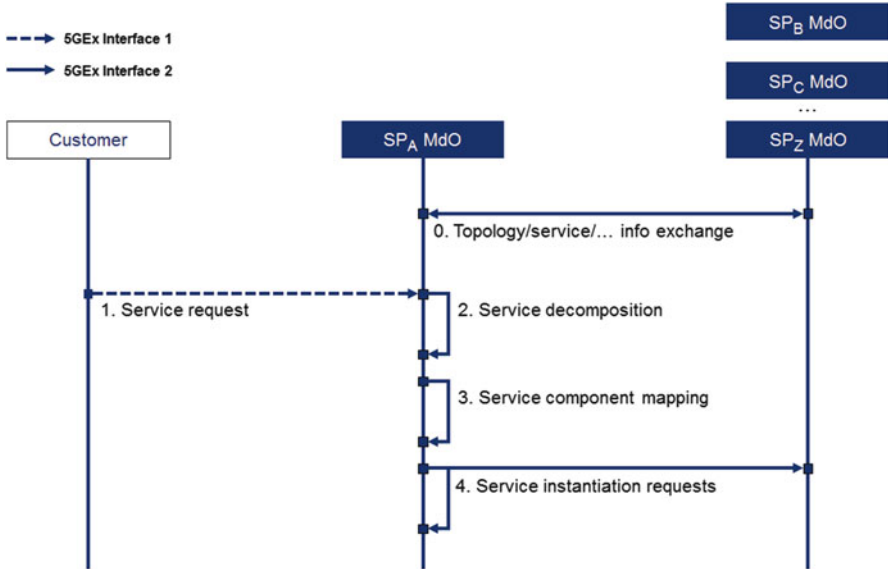 5GEx Interface 1
5GEx Interface 2
SPB MdO
SPC MdO
...
Customer
SPA MdO
SPZ MdO
0. Topology/service/... info exchange
1. Service request
2. Service decomposition
3. Service component mapping
4. Service instantiation requests